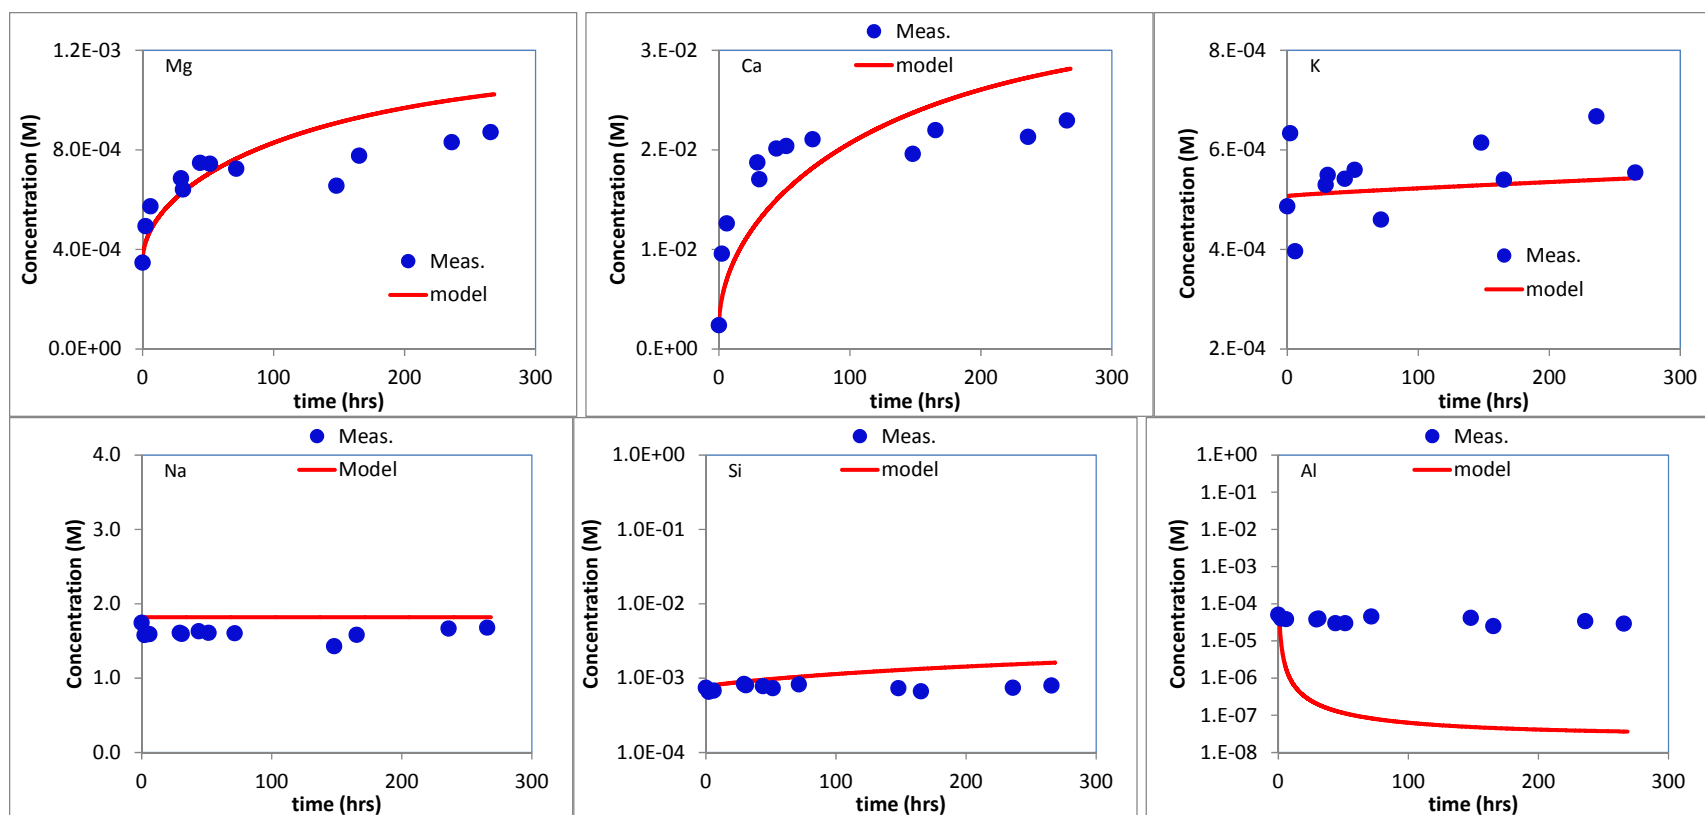 Meas.
model
1.2E-03
8.0E-04
4.0E-04
0.0E+00
Concentration (M)
Mg
Meas.
model
0
100
200
300
time (hrs)
3.E-02
2.E-02
1.E-02
0.E+00
Concentration (M)
Ca
0
100
200
300
time (hrs)
8.E-04
6.E-04
4.E-04
2.E-04
Concentration (M)
K
Meas.
model
0
100
200
300
time (hrs)
Meas.
Model
4.0
3.0
2.0
1.0
0.0
Concentration (M)
Na
0
100
200
300
time (hrs)
Meas.
model
1.0E+00
1.0E-01
1.0E-02
1.0E-03
1.0E-04
Concentration (M)
Si
0
100
200
300
time (hrs)
Meas.
model
1.E+00
1.E-01
1.E-02
1.E-03
1.E-04
1.E-05
1.E-06
1.E-07
1.E-08
Concentration (M)
Al
0
100
200
300
time (hrs)